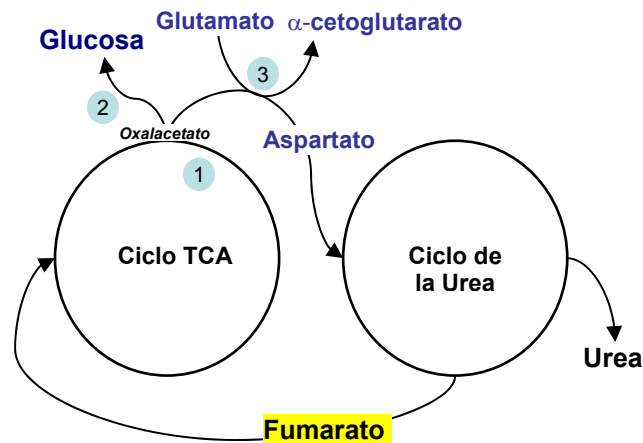 Glutamato α-cetoglutarato
Glucosa
3
2
Oxalacetato
Aspartato
1
Ciclo TCA
Ciclo de
la Urea
Urea
Fumarato